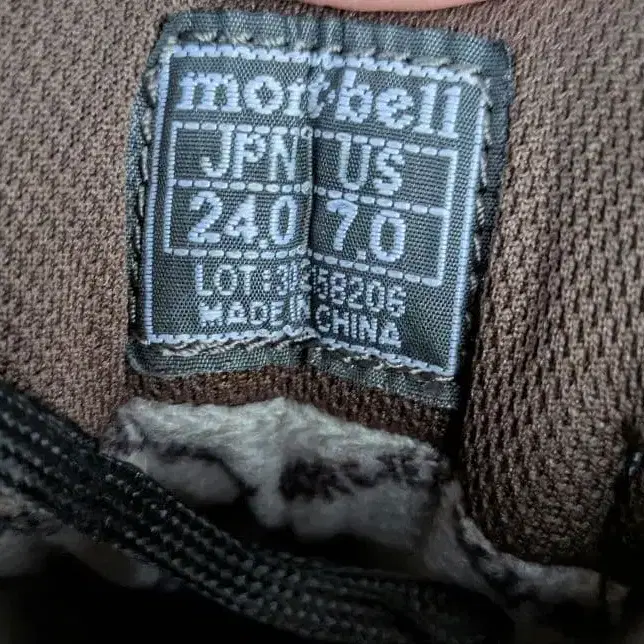 mont-bell
JPN US
24.0 7.0
LOT
MADE IN CHINA